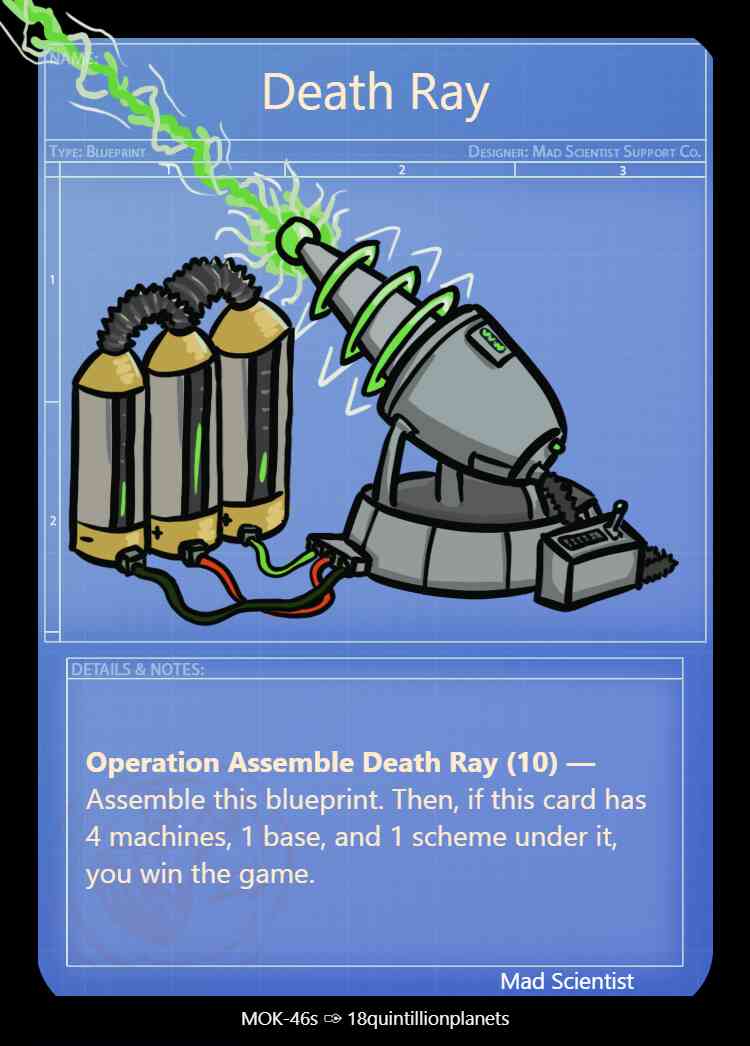 NAME:
Death Ray
TYPE: BLUEPRINT
DESIGNER: MAD SCIENTIST SUPPORT CO.
1 2 3
1
2
- + +
DETAILS & NOTES:
Operation Assemble Death Ray (10) —
Assemble this blueprint. Then, if this card has
4 machines, 1 base, and 1 scheme under it,
you win the game.
Mad Scientist
MOK-46s ➩ 18quintillionplanets